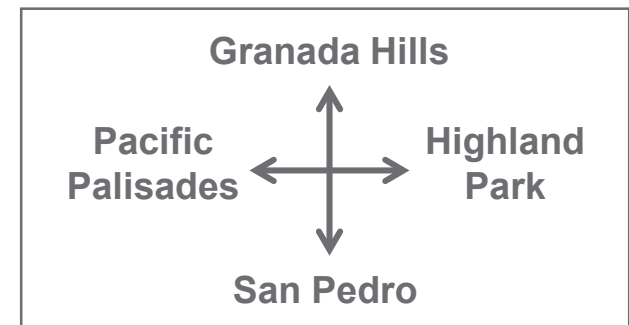 Granada Hills
Pacific
Palisades
Highland
Park
San Pedro